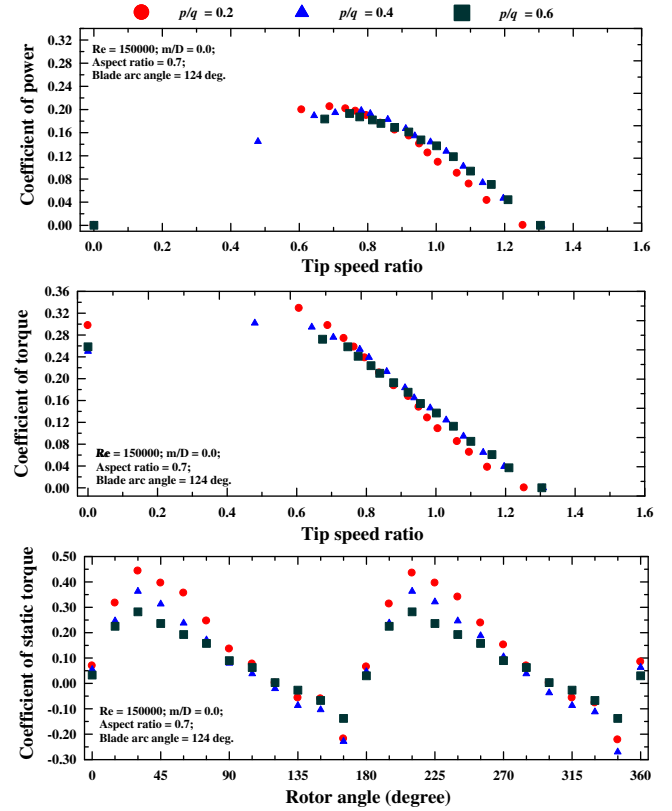 p/q = 0.2 p/q = 0.4 p/q = 0.6
Coefficient of power
0.32
0.28
0.24
0.20
0.16
0.12
0.08
0.04
0.00
Re = 150000; m/D = 0.0;
Aspect ratio = 0.7;
Blade arc angle = 124 deg.
0.0 0.2 0.4 0.6 0.8 1.0 1.2 1.4 1.6
Tip speed ratio
Coefficient of torque
0.36
0.32
0.28
0.24
0.20
0.16
0.12
0.08
0.04
0.00
Re = 150000; m/D = 0.0;
Aspect ratio = 0.7;
Blade arc angle = 124 deg.
0.0 0.2 0.4 0.6 0.8 1.0 1.2 1.4 1.6
Tip speed ratio
Coefficient of static torque
0.50
0.40
0.30
0.20
0.10
0.00
-0.10
-0.20
-0.30
Re = 150000; m/D = 0.0;
Aspect ratio = 0.7;
Blade arc angle = 124 deg.
0 45 90 135 180 225 270 315 360
Rotor angle (degree)